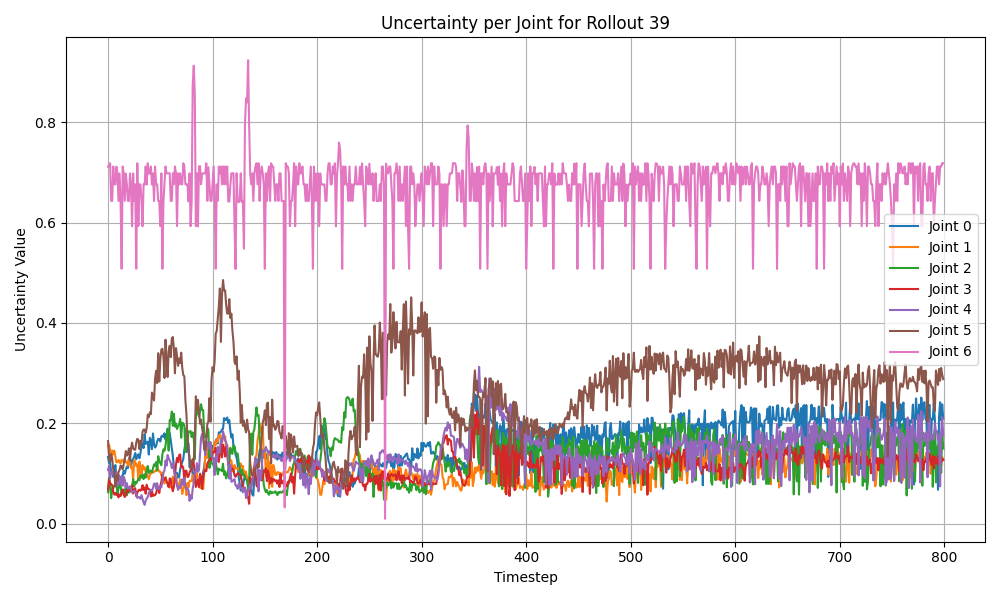 Uncertainty per Joint for Rollout 39
Uncertainty Value
0.8
0.6
0.4
0.2
0.0
Joint 0
Joint 1
Joint 2
Joint 3
Joint 4
Joint 5
Joint 6
0 100 200 300 400 500 600 700 800
Timestep